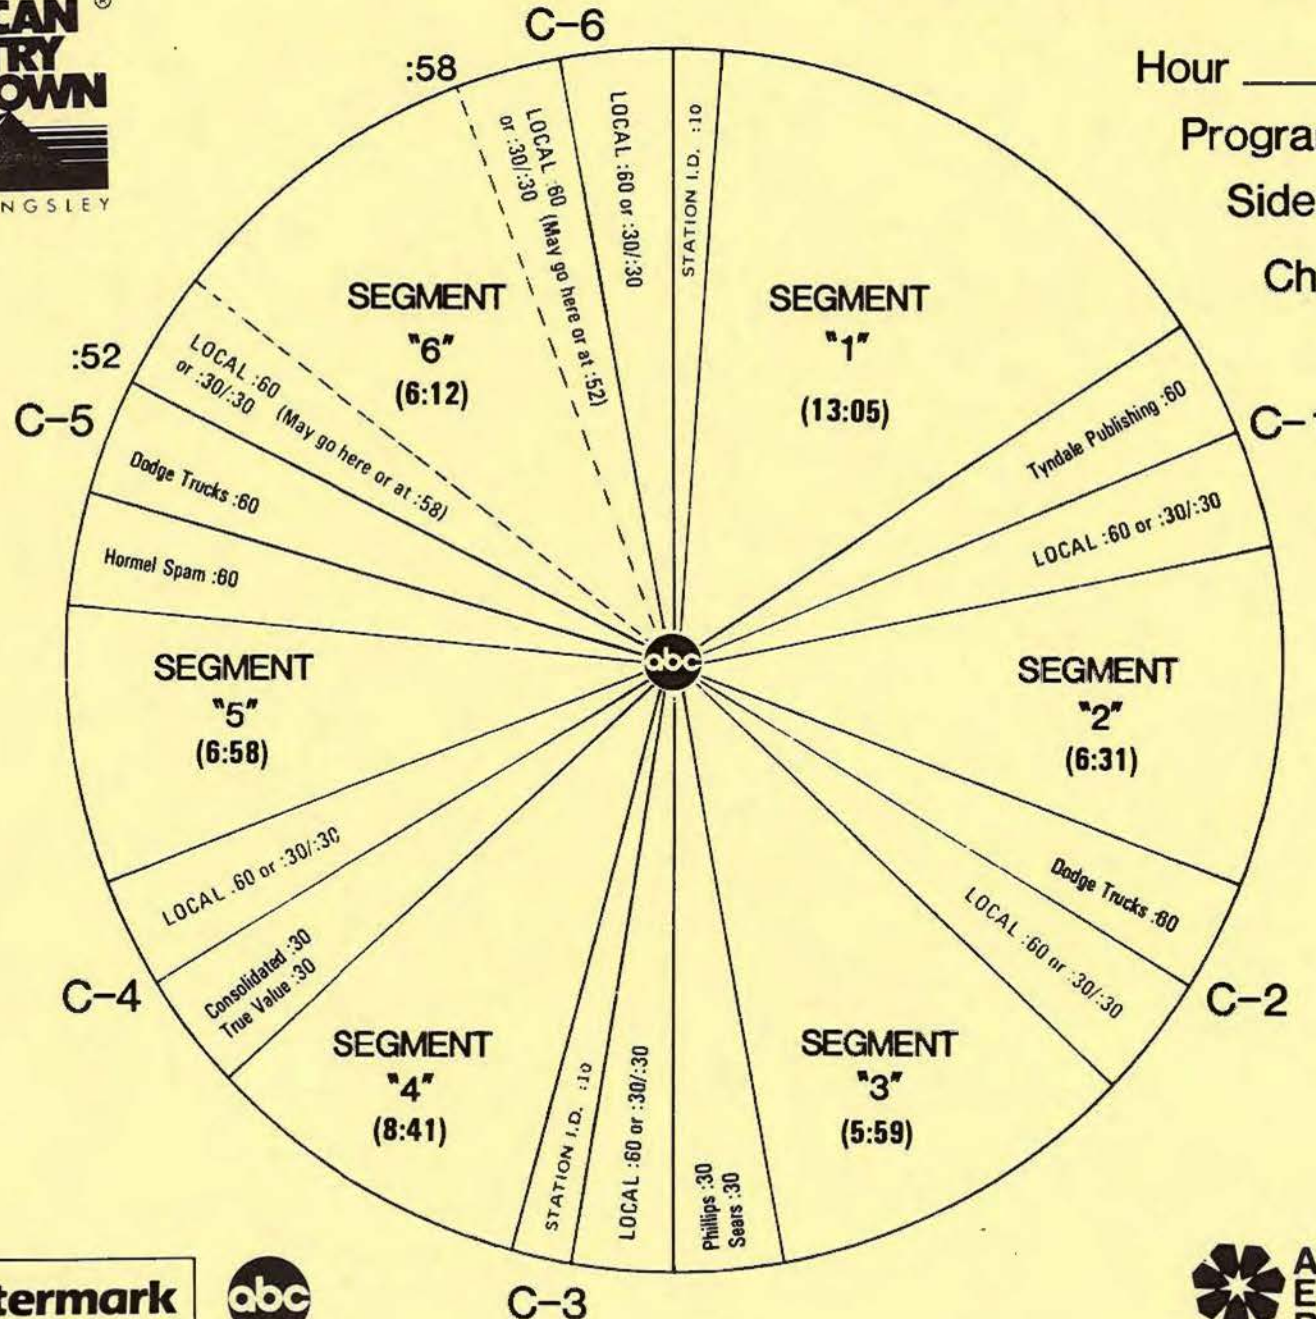 ®
NGSLEY
C-6
:58
Hour
Side
STATION I.D. :10
SEGMENT
"1"
(13:05)
Tyndale Publishing :60
C-1
LOCAL :60 or :30/:30
SEGMENT
"2"
(6:31)
Dodge Trucks :60
C-2
LOCAL :60 or :30/:30
SEGMENT
"3"
(5:59)
Phillips :30
Sears :30
C-3
LOCAL :60 or :30/:30
STATION I.D. :10
SEGMENT
"4"
(8:41)
Consolidated :30
True Value :30
C-4
LOCAL :60 or :30/:30
SEGMENT
"5"
(6:58)
Hormel Spam :60
Dodge Trucks :60
C-5
:52
LOCAL :60
or :30/:30 (May go here or at :58)
SEGMENT
"6"
(6:12)
LOCAL :60 (May go here or at :52)
or :30/:30
LOCAL :60 or :30/:30
abc
termark
abc